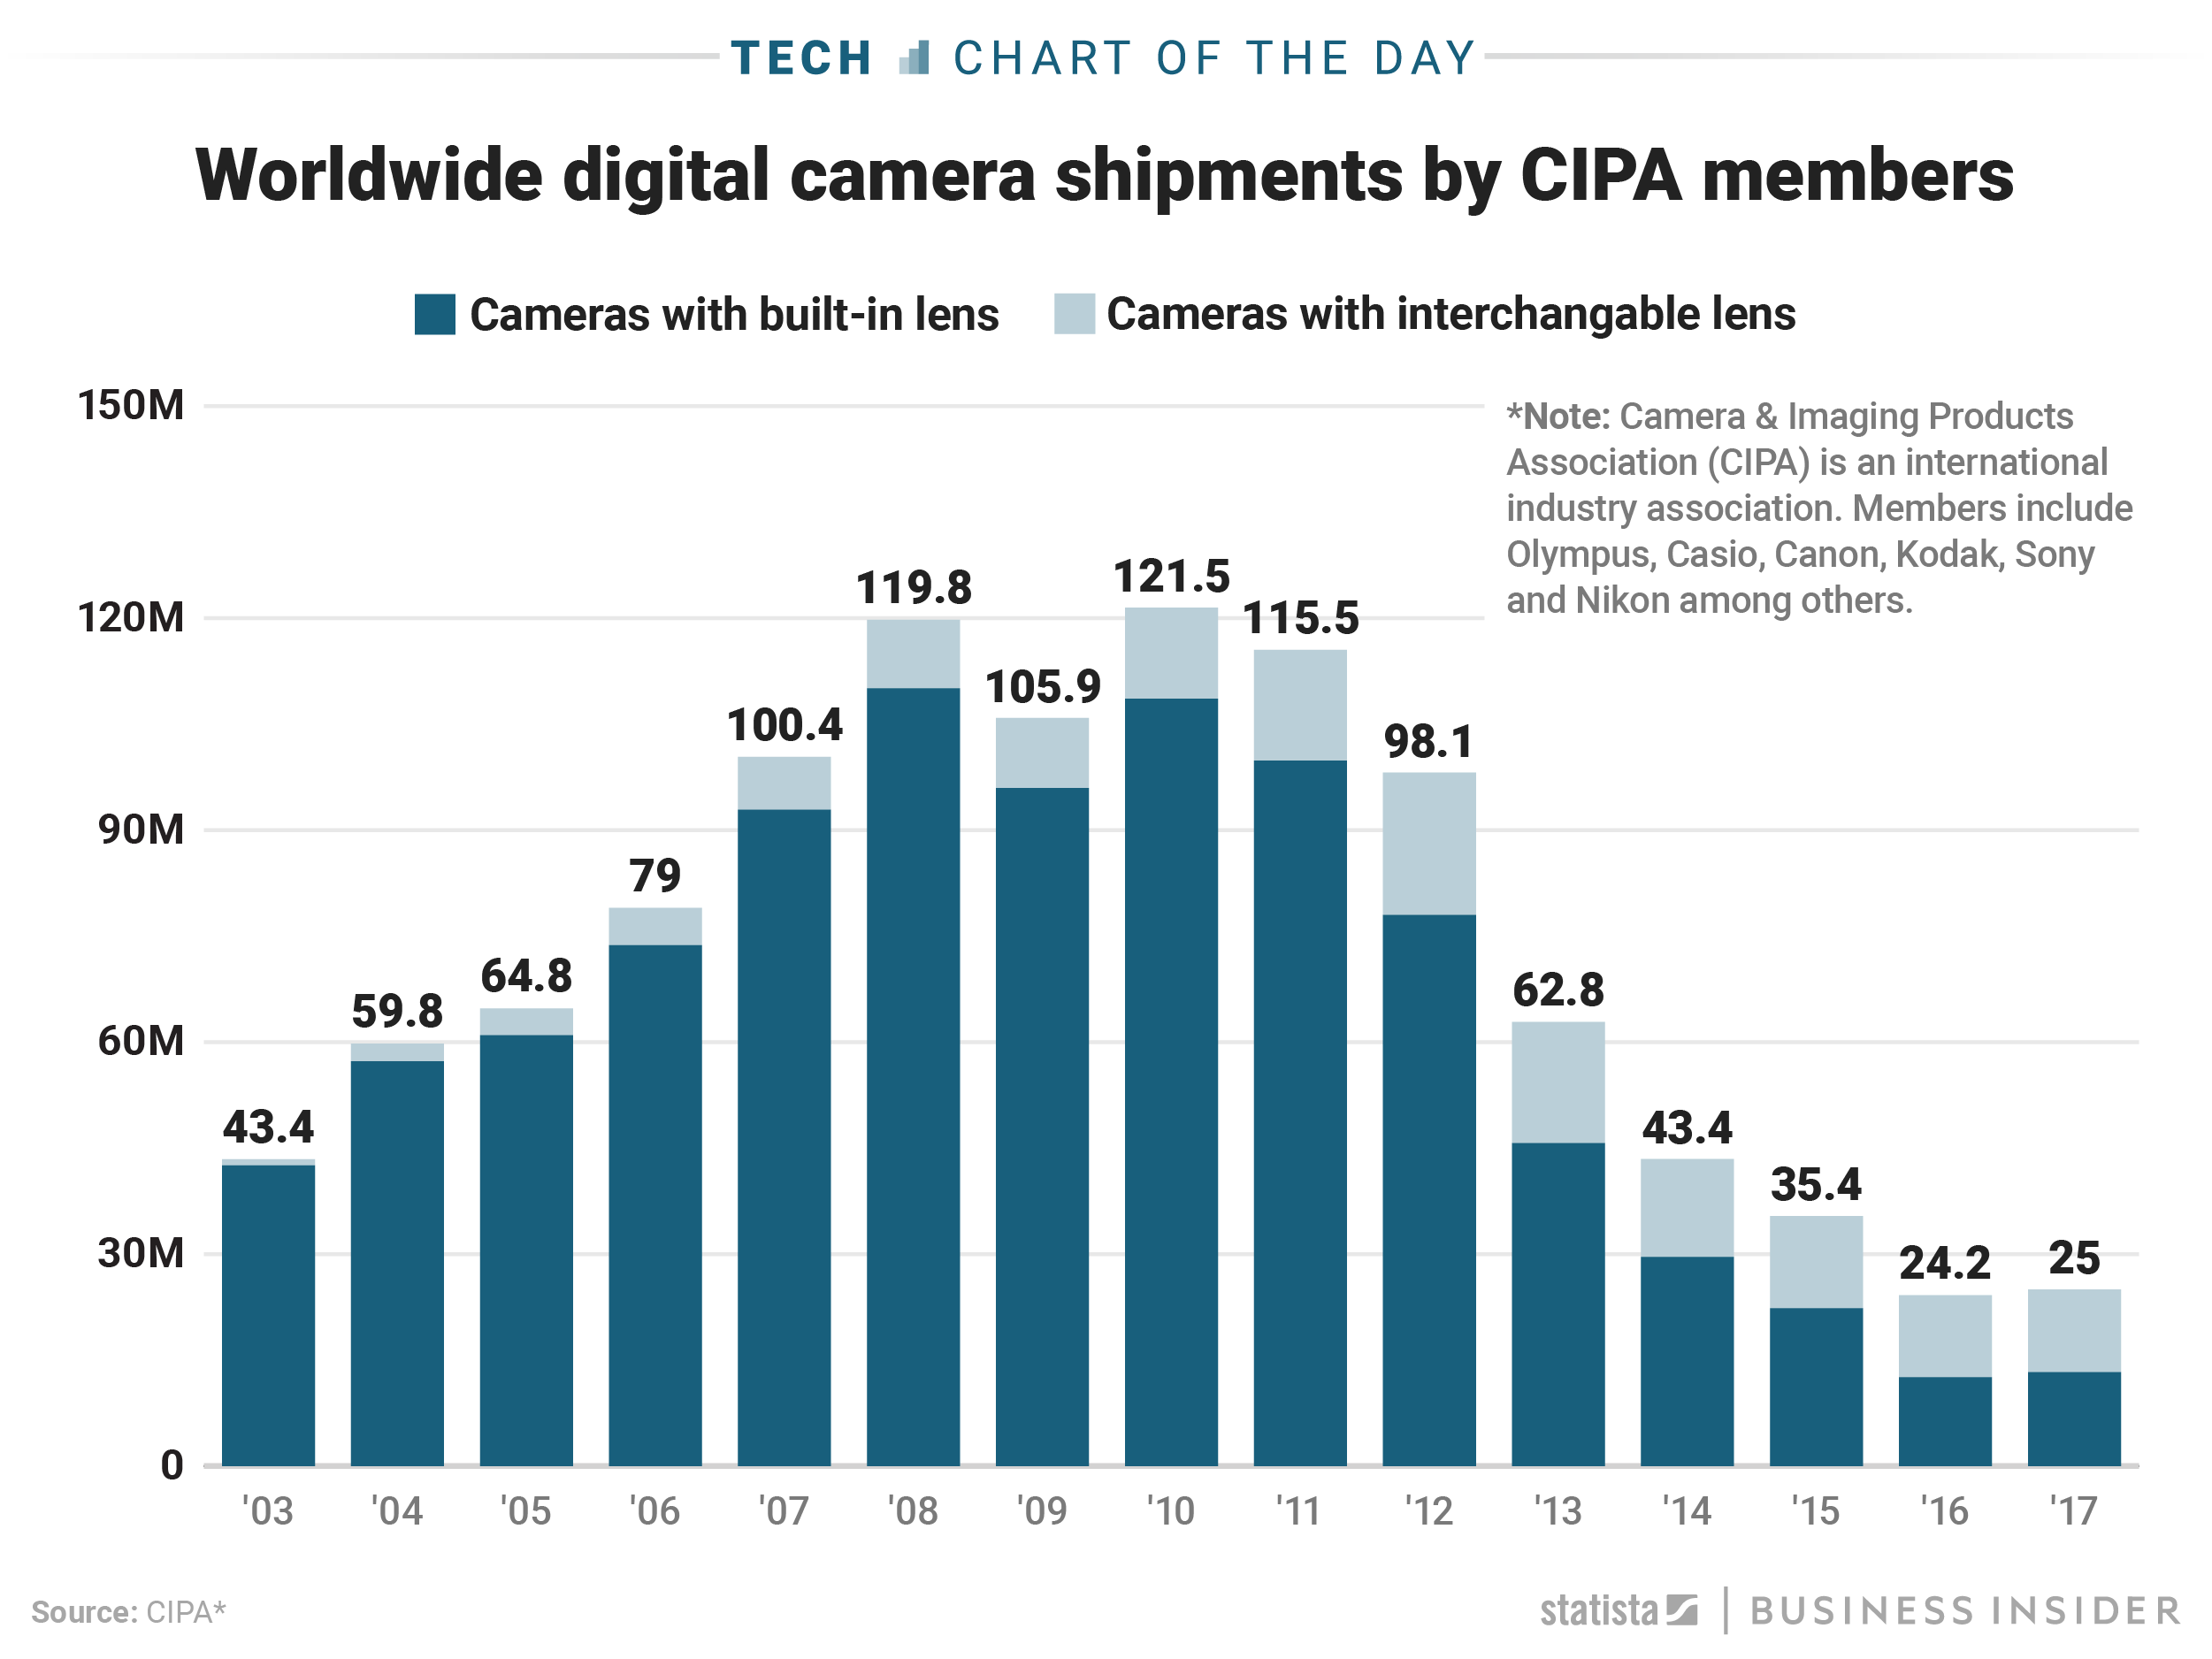 TECH CHART OF THE DAY
Worldwide digital camera shipments by CIPA members
Cameras with built-in lens Cameras with interchangable lens
*Note: Camera & Imaging Products
Association (CIPA) is an international
industry association. Members include
Olympus, Casio, Canon, Kodak, Sony
and Nikon among others.
150M
120M
90M
60M
30M
0
43.4
59.8
64.8
79
100.4
119.8
105.9
121.5
115.5
98.1
62.8
43.4
35.4
24.2
25
'03 '04 '05 '06 '07 '08 '09 '10 '11 '12 '13 '14 '15 '16 '17
Source: CIPA*
statista | BUSINESS INSIDER